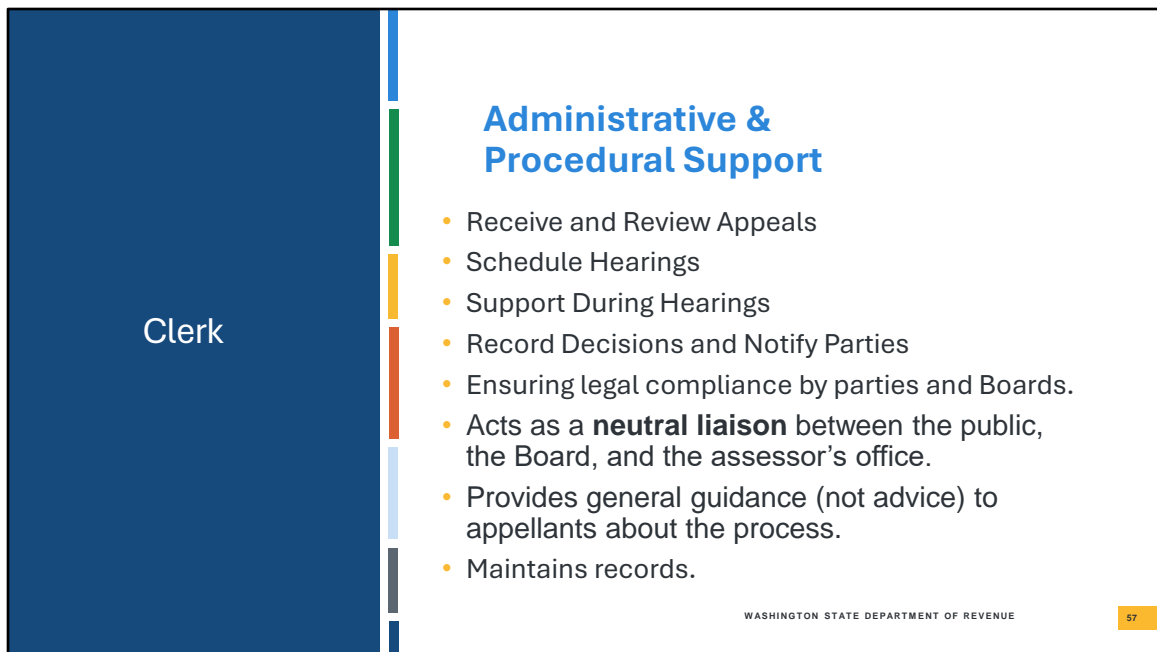 Clerk
Administrative &
Procedural Support
• Receive and Review Appeals
• Schedule Hearings
• Support During Hearings
• Record Decisions and Notify Parties
• Ensuring legal compliance by parties and Boards.
• Acts as a neutral liaison between the public,
the Board, and the assessor’s office.
• Provides general guidance (not advice) to
appellants about the process.
• Maintains records.
WASHINGTON STATE DEPARTMENT OF REVENUE
57